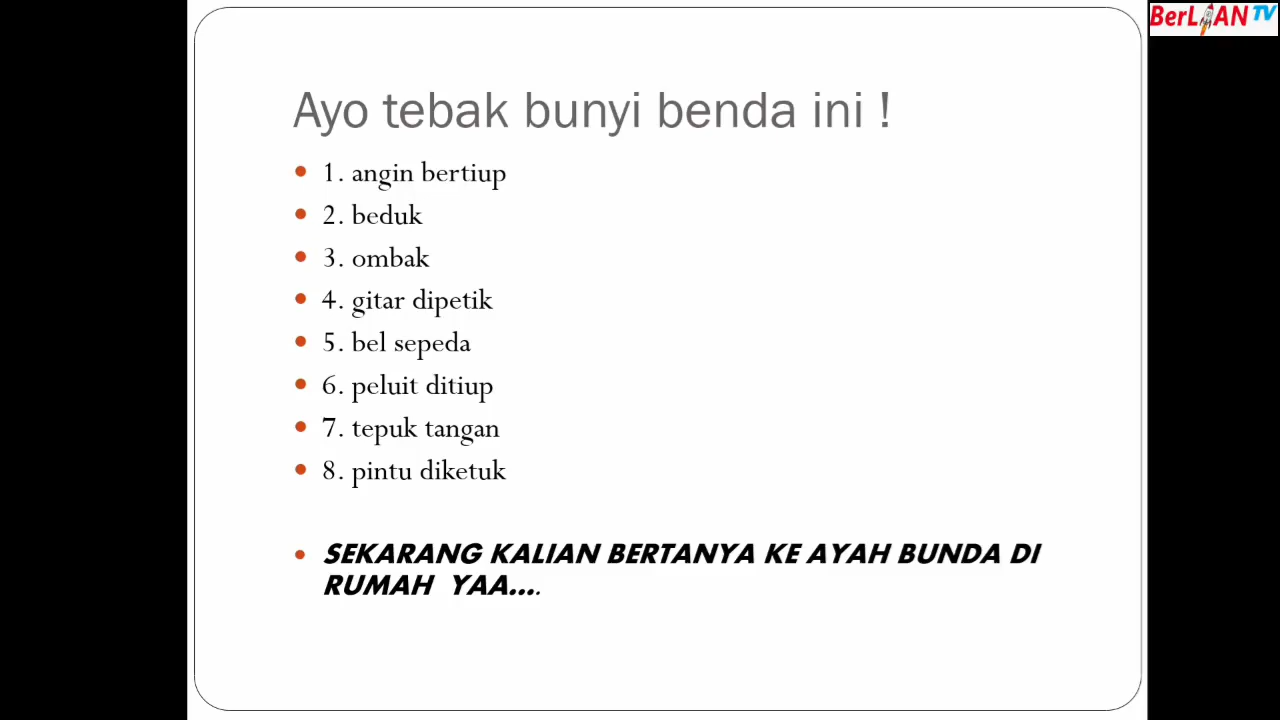 BerLiAN TV
Ayo tebak bunyi benda ini !
• 1. angin bertiup
• 2. beduk
• 3. ombak
• 4. gitar dipetik
• 5. bel sepeda
• 6. peluit ditiup
• 7. tepuk tangan
• 8. pintu diketuk
• SEKARANG KALIAN BERTANYA KE AYAH BUNDA DI
RUMAH YAA....